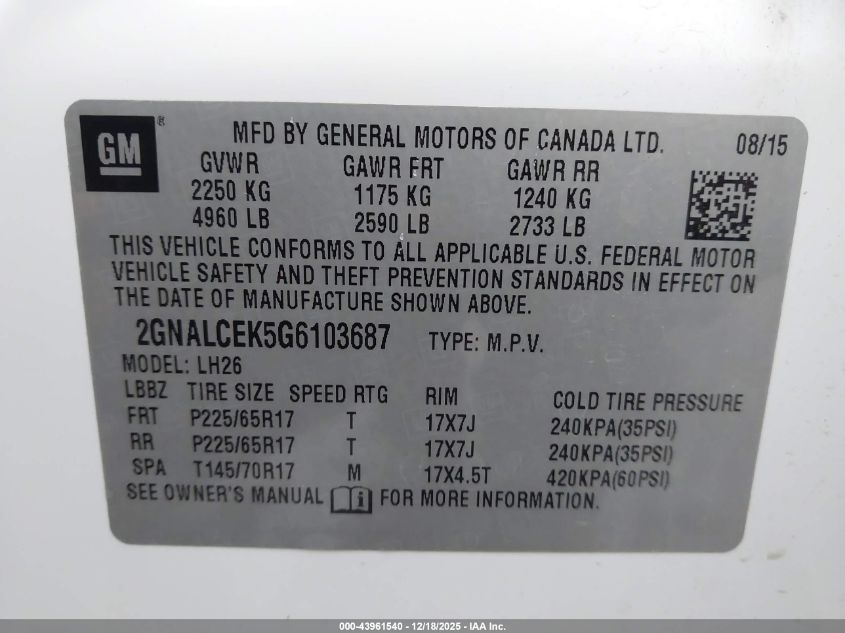 GM®
MFD BY GENERAL MOTORS OF CANADA LTD. 08/15
GVWR GAWR FRT GAWR RR
2250 KG 1175 KG 1240 KG
4960 LB 2590 LB 2733 LB
THIS VEHICLE CONFORMS TO ALL APPLICABLE U.S. FEDERAL MOTOR
VEHICLE SAFETY AND THEFT PREVENTION STANDARDS IN EFFECT ON
THE DATE OF MANUFACTURE SHOWN ABOVE.
2GNALCEK5G6103687 TYPE: M.P.V.
MODEL: LH26
LBBZ TIRE SIZE SPEED RTG RIM COLD TIRE PRESSURE
FRT P225/65R17 T 17X7J 240KPA(35PSI)
RR P225/65R17 T 17X7J 240KPA(35PSI)
SPA T145/70R17 M 17X4.5T 420KPA(60PSI)
SEE OWNER'S MANUAL i FOR MORE INFORMATION.
000-43961540 - 12/18/2025 - IAA Inc.